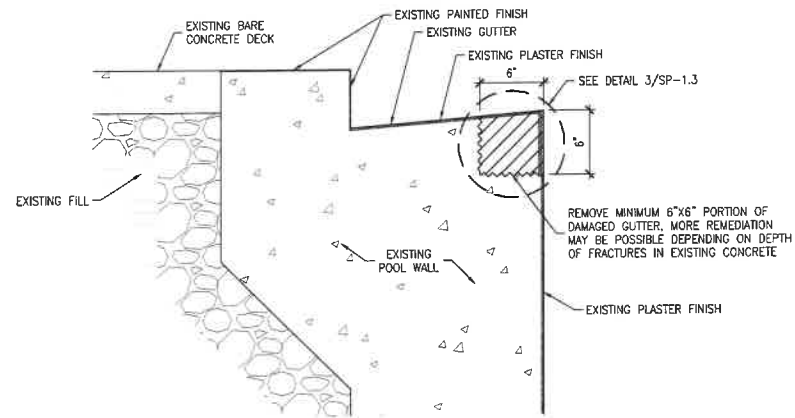 EXISTING BARE
CONCRETE DECK
EXISTING PAINTED FINISH
EXISTING GUTTER
EXISTING PLASTER FINISH
6"
SEE DETAIL 3/SP-1.3
6"
EXISTING FILL
REMOVE MINIMUM 6"X6" PORTION OF
DAMAGED GUTTER, MORE REMEDIATION
MAY BE POSSIBLE DEPENDING ON DEPTH
OF FRACTURES IN EXISTING CONCRETE
EXISTING
POOL WALL
EXISTING PLASTER FINISH